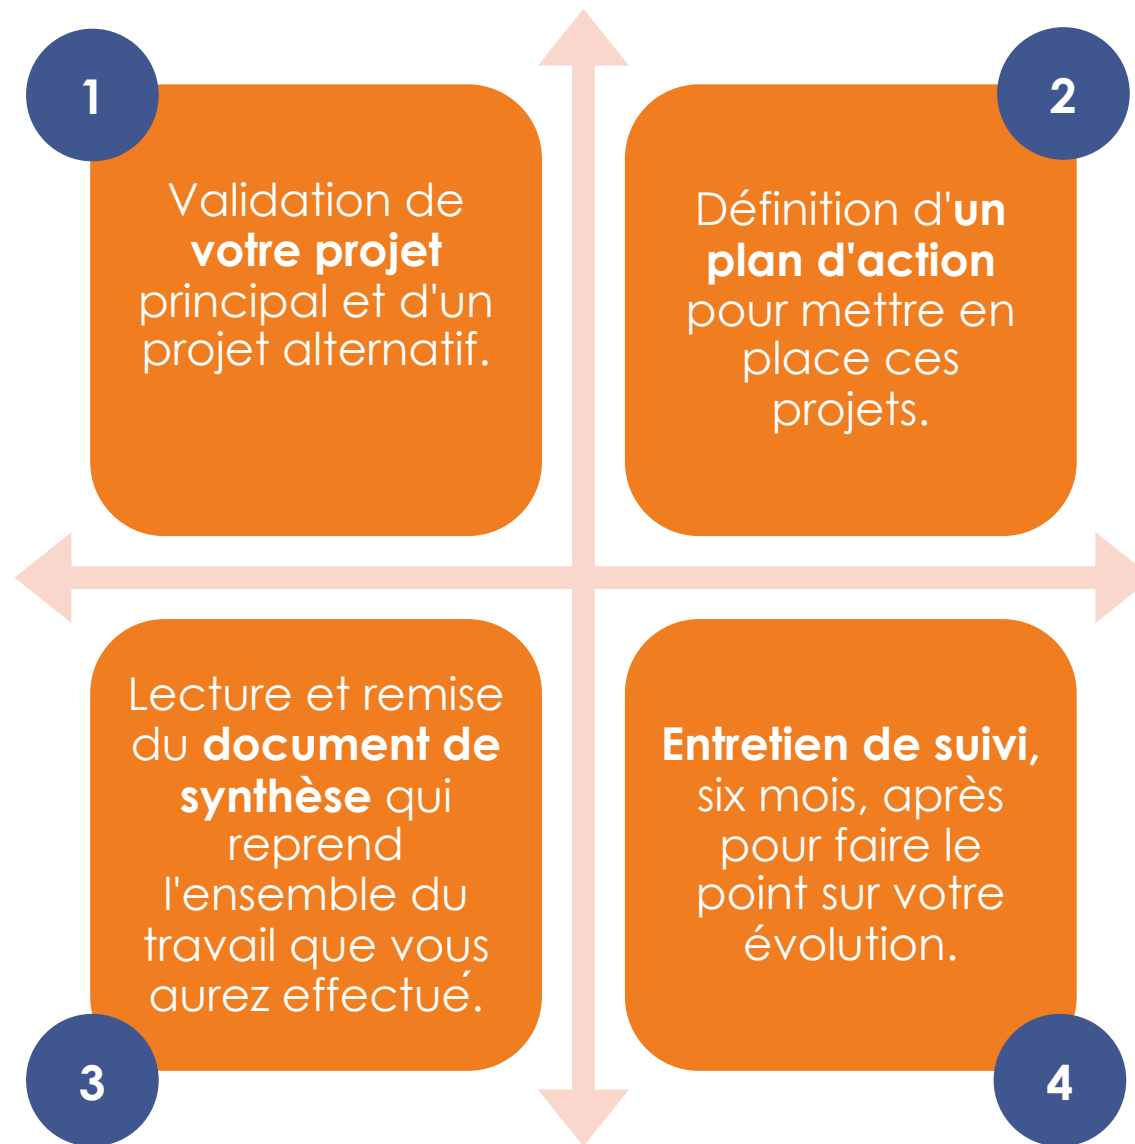 1
Validation de
votre projet
principal et d'un
projet alternatif.
2
Définition d'un
plan d'action
pour mettre en
place ces
projets.
Lecture et remise
du document de
synthèse qui
reprend
l'ensemble du
travail que vous
aurez effectué.
3
Entretien de suivi,
six mois, après
pour faire le
point sur votre
évolution.
4